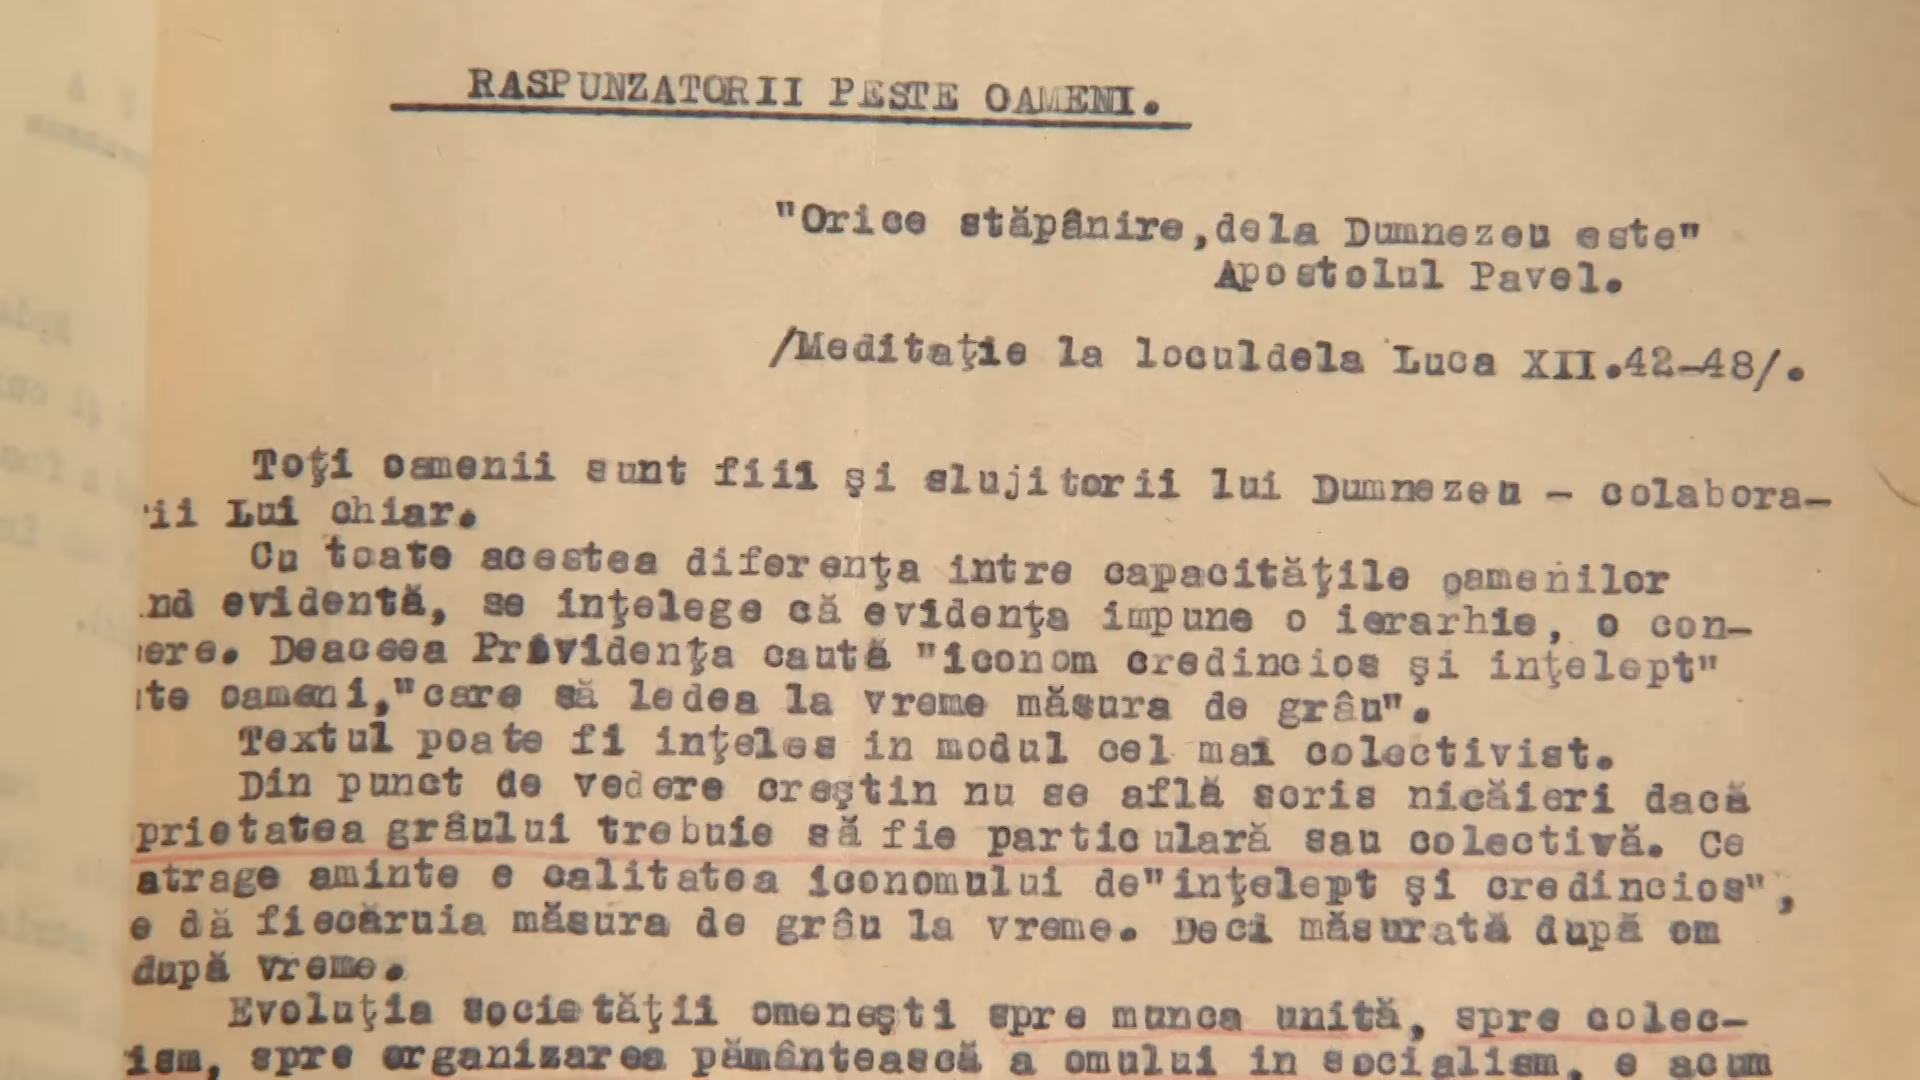 RASPUNZATORII PESTE OAMENI.
"Orice stăpânire,dela Dumnezeu este"
Apostolul Pavel.
/Meditaţie la loculdela Luca XII.42-48/.
Toţi oamenii sunt fiii şi slujitorii lui Dumnezeu - colabora-
rii Lui chiar.
Cu toate acestea diferenţa intre capacităţile oamenilor
nd evidentă, se inţelege că evidenţa impune o ierarhie, o con-
ere. Deaceea Providenţa caută "iconom credincios şi inţelept"
te oameni,"care să ledea la vreme măsura de grâu".
Textul poate fi inţeles in modul cel mai colectivist.
Din punct de vedere creştin nu se află scris nicăieri dacă
prietatea grâului trebuie să fie particulară sau colectivă. Ce
atrage aminte e calitatea iconomului de"inţelept şi credincios",
e dă fiecăruia măsura de grâu la vreme. Deci măsurată după om
după vreme.
Evoluţia societăţii omeneşti spre munca unită, spre colec-
ism, spre organizarea pământească a omului in socialism, e acum